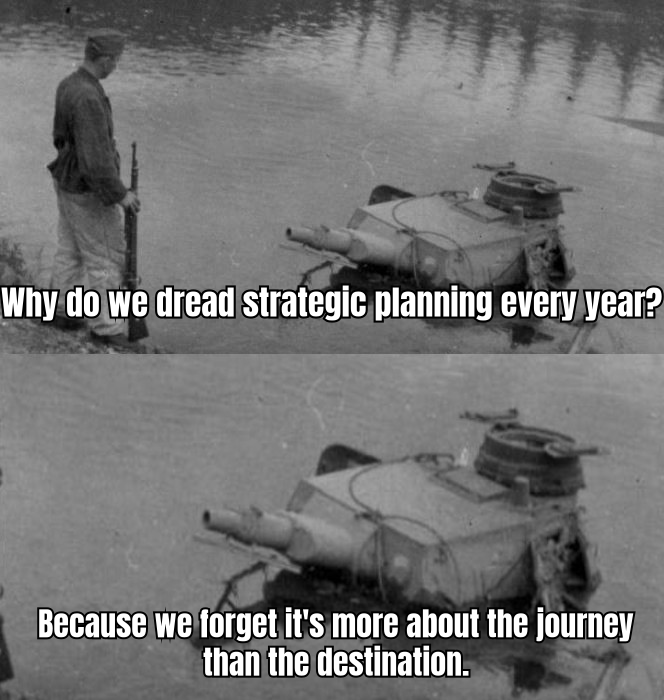 Why do we dread strategic planning every year?
Because we forget it's more about the journey
than the destination.